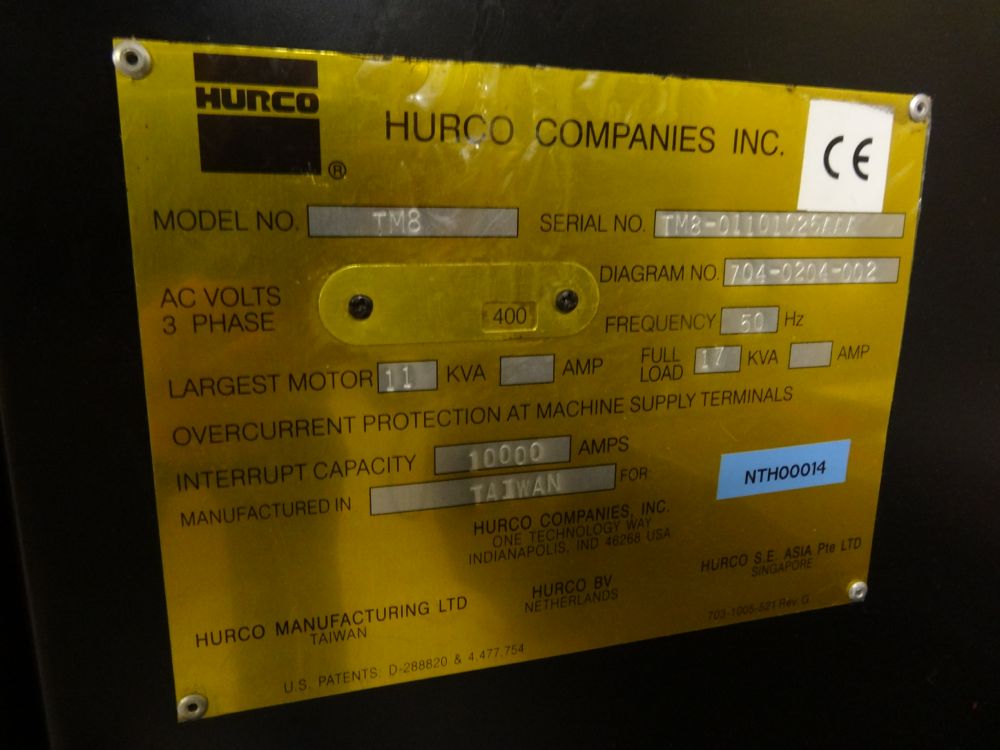 HURCO
®
HURCO COMPANIES INC.
CE
MODEL NO. TM8 SERIAL NO. TM8-01101025AAA
DIAGRAM NO. 704-0204-002
AC VOLTS
3 PHASE
400
FREQUENCY 50 Hz
LARGEST MOTOR 11 KVA AMP FULL LOAD 17 KVA AMP
OVERCURRENT PROTECTION AT MACHINE SUPPLY TERMINALS
INTERRUPT CAPACITY 10000 AMPS
MANUFACTURED IN TAIWAN FOR:
NTH00014
HURCO COMPANIES, INC.
ONE TECHNOLOGY WAY
INDIANAPOLIS, IND 46268 USA
HURCO MANUFACTURING LTD
TAIWAN
HURCO BV
NETHERLANDS
HURCO S.E. ASIA Pte LTD
SINGAPORE
703-1005-521 Rev. G
U.S. PATENTS: D-288820 & 4,477,754